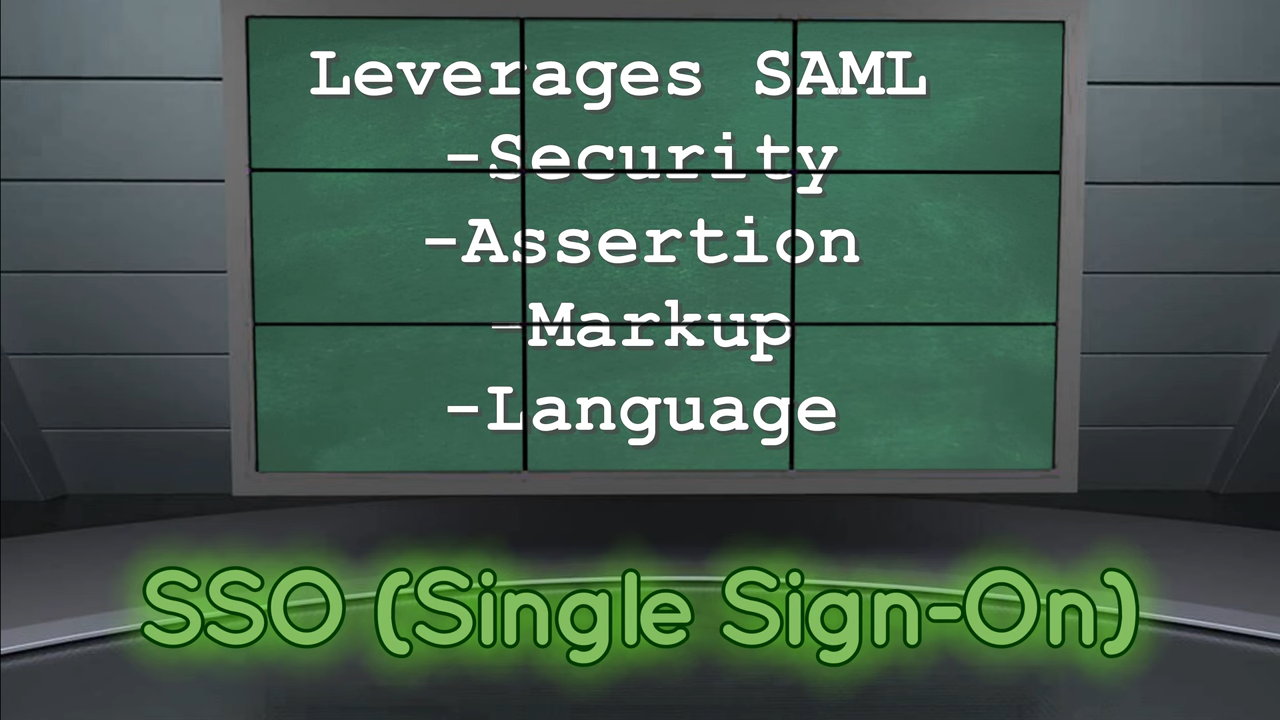 Leverages SAML
-Security
-Assertion
-Markup
-Language
SSO (Single Sign-On)